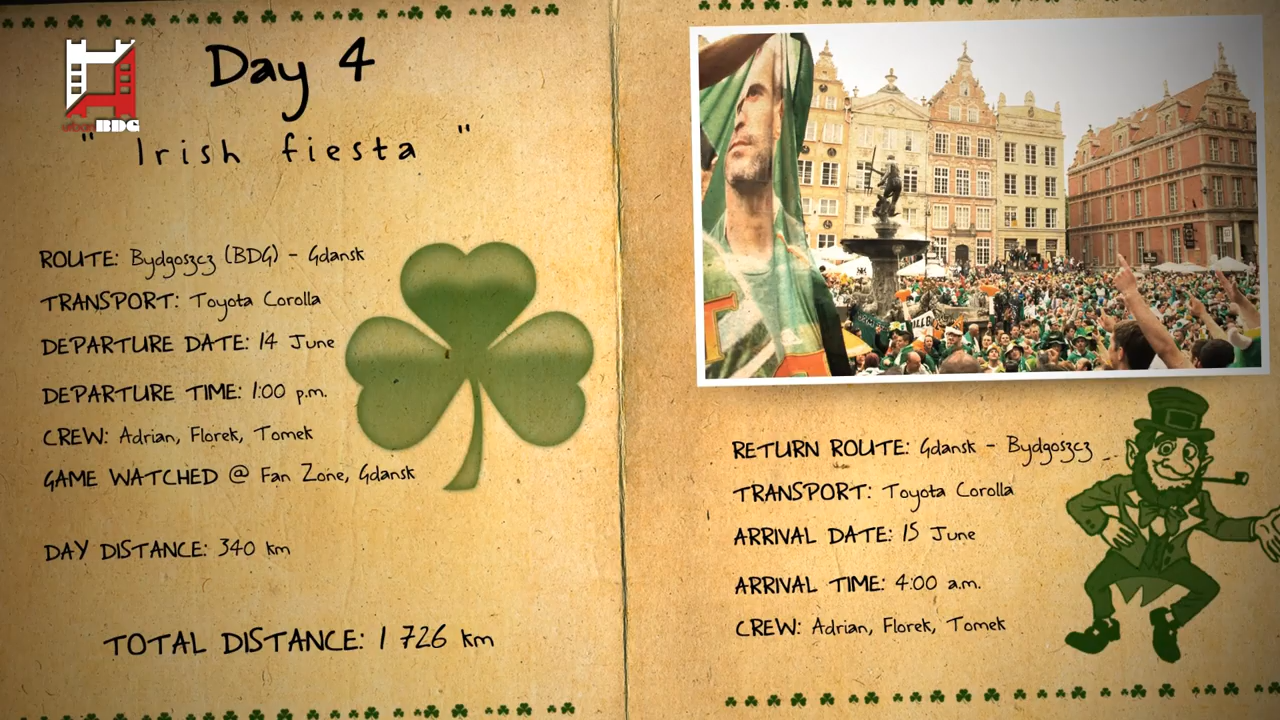 Day 4
urbanBDG
" Irish fiesta "
ROUTE: Bydgoszcz (BDG) - Gdansk
TRANSPORT: Toyota Corolla
DEPARTURE DATE: 14 June
DEPARTURE TIME: 1:00 p.m.
CREW: Adrian, Florek, Tomek
GAME WATCHED @ Fan Zone, Gdansk
DAY DISTANCE: 340 km
TOTAL DISTANCE: 1 726 km
RETURN ROUTE: Gdansk - Bydgoszcz
TRANSPORT: Toyota Corolla
ARRIVAL DATE: 15 June
ARRIVAL TIME: 4:00 a.m.
CREW: Adrian, Florek, Tomek